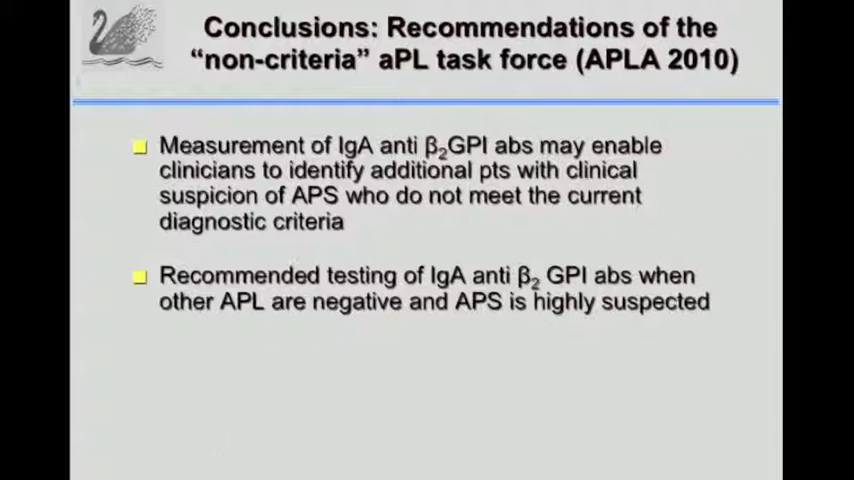 Conclusions: Recommendations of the
“non-criteria” aPL task force (APLA 2010)
Measurement of IgA anti β₂GPI abs may enable
clinicians to identify additional pts with clinical
suspicion of APS who do not meet the current
diagnostic criteria
Recommended testing of IgA anti β₂ GPI abs when
other APL are negative and APS is highly suspected